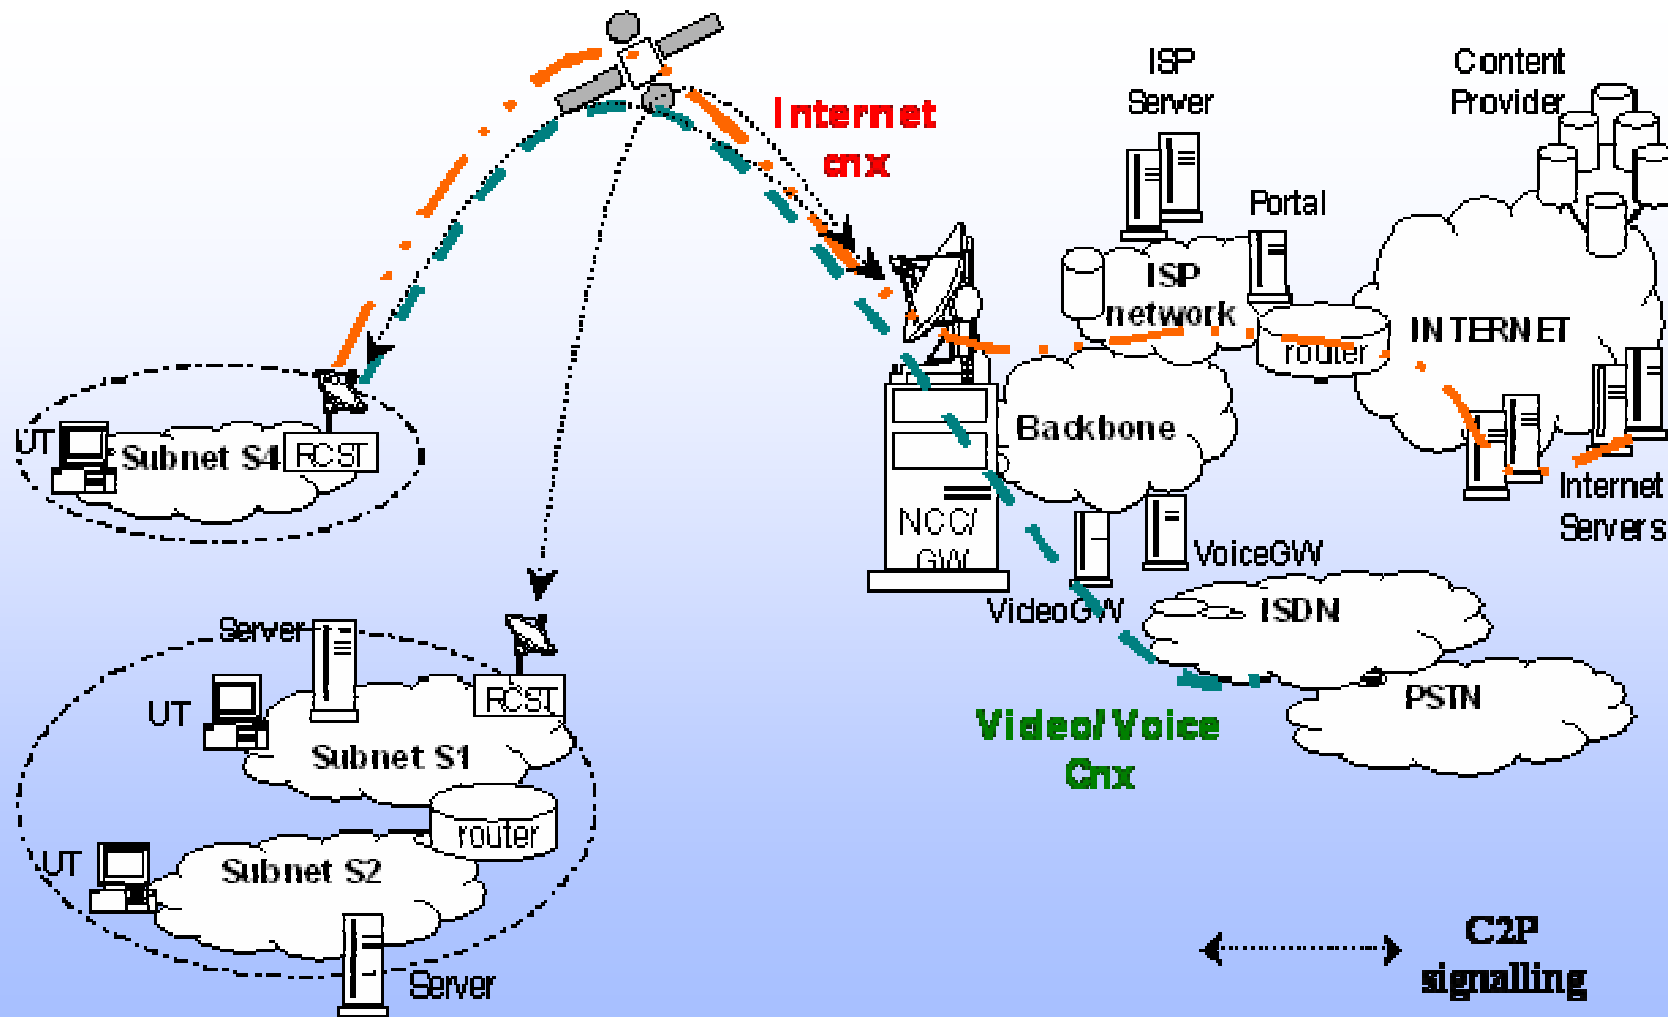 ISP
Server
Content
Provider
Internet
cnx
Portal
ISP
network
INTERNET
router
UT
Subnet S4
RCST
Backbone
Internet
Servers
NCC/
GW
VoiceGW
VideoGW
ISDN
PSTN
Server
RCST
UT
Subnet S1
Video/Voice
Cnx
router
UT
Subnet S2
Server
C2P
signalling